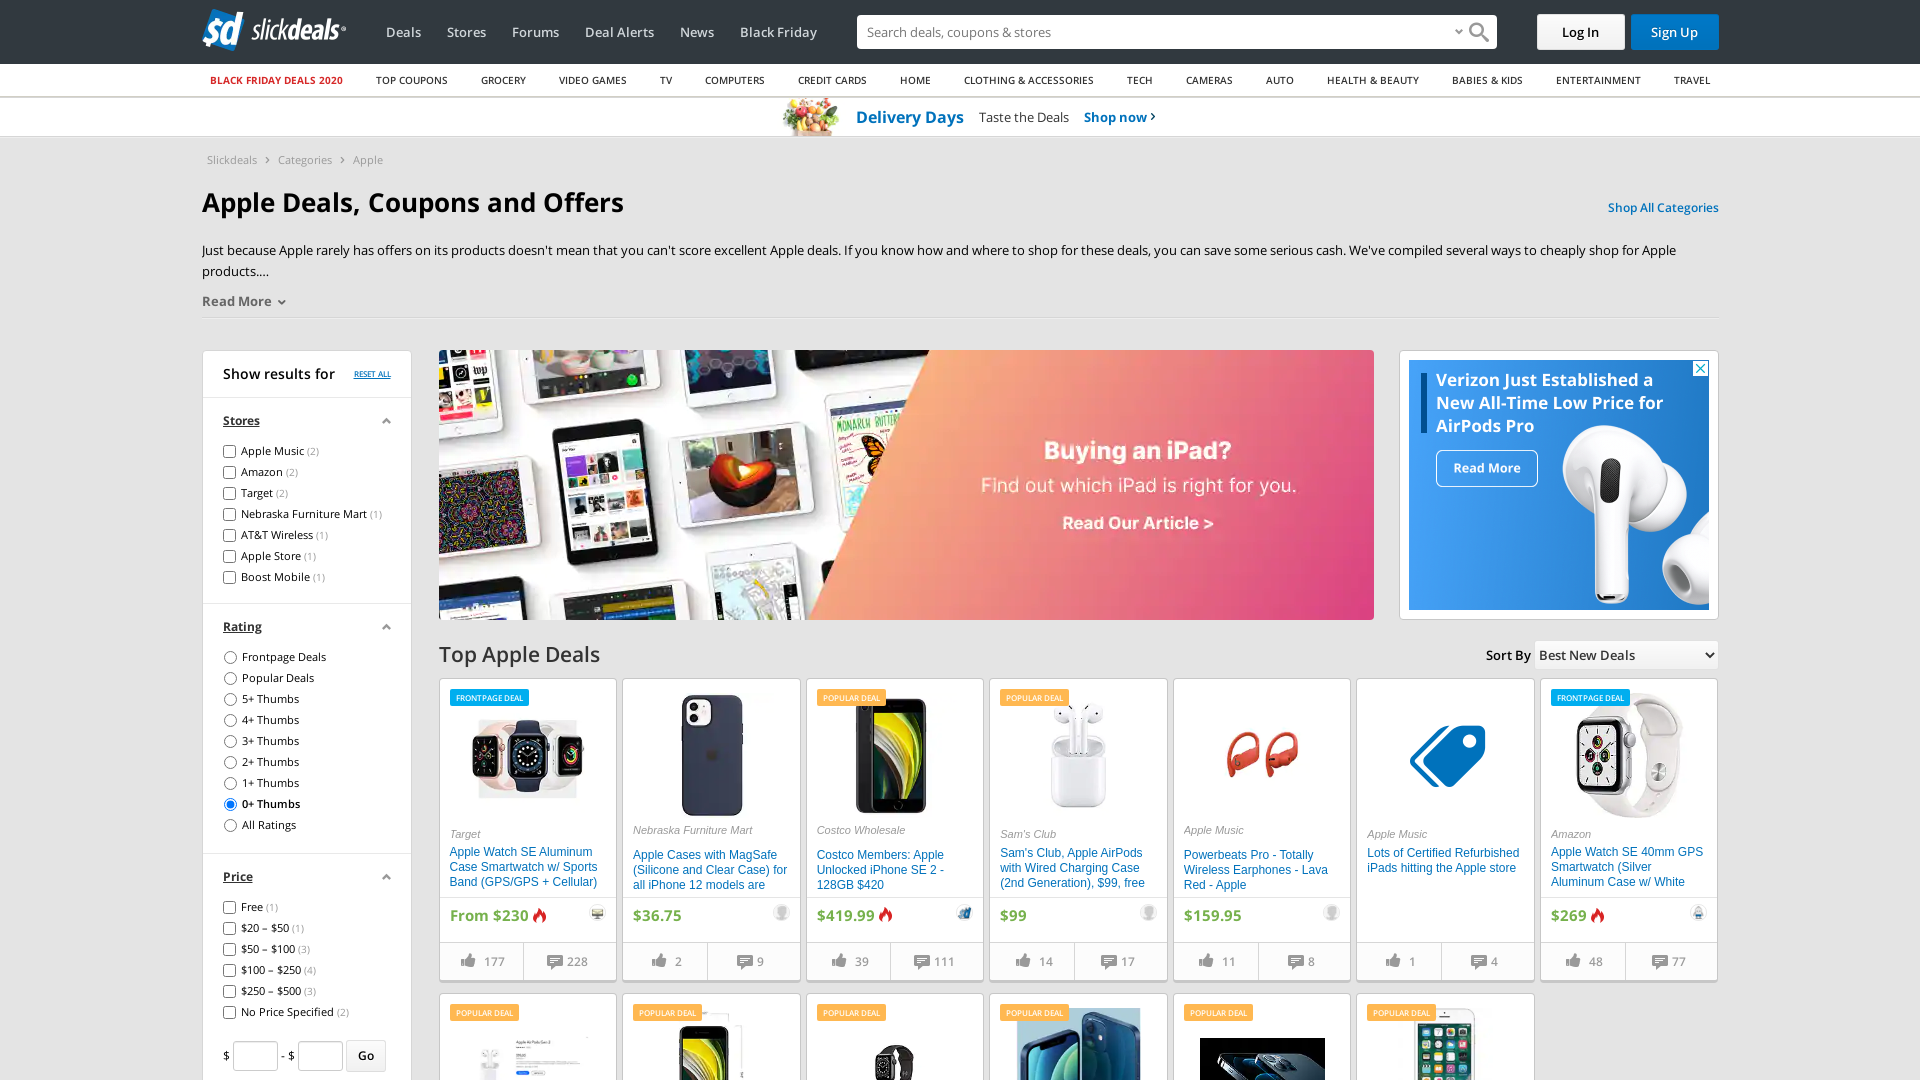 slickdeals
Deals
Stores
Forums
Deal Alerts
News
Black Friday
Search deals, coupons & stores
Log In
Sign Up
BLACK FRIDAY DEALS 2020
TOP COUPONS
GROCERY
VIDEO GAMES
TV
COMPUTERS
CREDIT CARDS
HOME
CLOTHING & ACCESSORIES
TECH
CAMERAS
AUTO
HEALTH & BEAUTY
BABIES & KIDS
ENTERTAINMENT
TRAVEL
Delivery Days Taste the Deals Shop now
Slickdeals > Categories > Apple
Apple Deals, Coupons and Offers
Shop All Categories
Just because Apple rarely has offers on its products doesn't mean that you can't score excellent Apple deals. If you know how and where to shop for these deals, you can save some serious cash. We've compiled several ways to cheaply shop for Apple
products....
Read More
Show results for
RESET ALL
Stores
Apple Music (2)
Amazon (2)
Target (2)
Nebraska Furniture Mart (1)
AT&T Wireless (1)
Apple Store (1)
Boost Mobile (1)
Rating
Frontpage Deals
Popular Deals
5+ Thumbs
4+ Thumbs
3+ Thumbs
2+ Thumbs
1+ Thumbs
0+ Thumbs
All Ratings
Price
Free (1)
$20 – $50 (1)
$50 – $100 (3)
$100 – $250 (4)
$250 – $500 (3)
No Price Specified (2)
$ - $ Go
MONARCH BUTTERFLY
Buying an iPad?
Find out which iPad is right for you.
Read Our Article >
Verizon Just Established a
New All-Time Low Price for
AirPods Pro
Read More
Top Apple Deals
Sort By Best New Deals
FRONTPAGE DEAL
Target
Apple Watch SE Aluminum
Case Smartwatch w/ Sports
Band (GPS/GPS + Cellular)
From $230
177
228
Nebraska Furniture Mart
Apple Cases with MagSafe
(Silicone and Clear Case) for
all iPhone 12 models are
$36.75
2
9
POPULAR DEAL
Costco Wholesale
Costco Members: Apple
Unlocked iPhone SE 2 -
128GB $420
$419.99
39
111
POPULAR DEAL
Sam's Club
Sam's Club, Apple AirPods
with Wired Charging Case
(2nd Generation), $99, free
$99
14
17
Apple Music
Powerbeats Pro - Totally
Wireless Earphones - Lava
Red - Apple
$159.95
11
8
Apple Music
Lots of Certified Refurbished
iPads hitting the Apple store
1
4
FRONTPAGE DEAL
Amazon
Apple Watch SE 40mm GPS
Smartwatch (Silver
Aluminum Case w/ White
$269
48
77
POPULAR DEAL
POPULAR DEAL
POPULAR DEAL
POPULAR DEAL
POPULAR DEAL
POPULAR DEAL